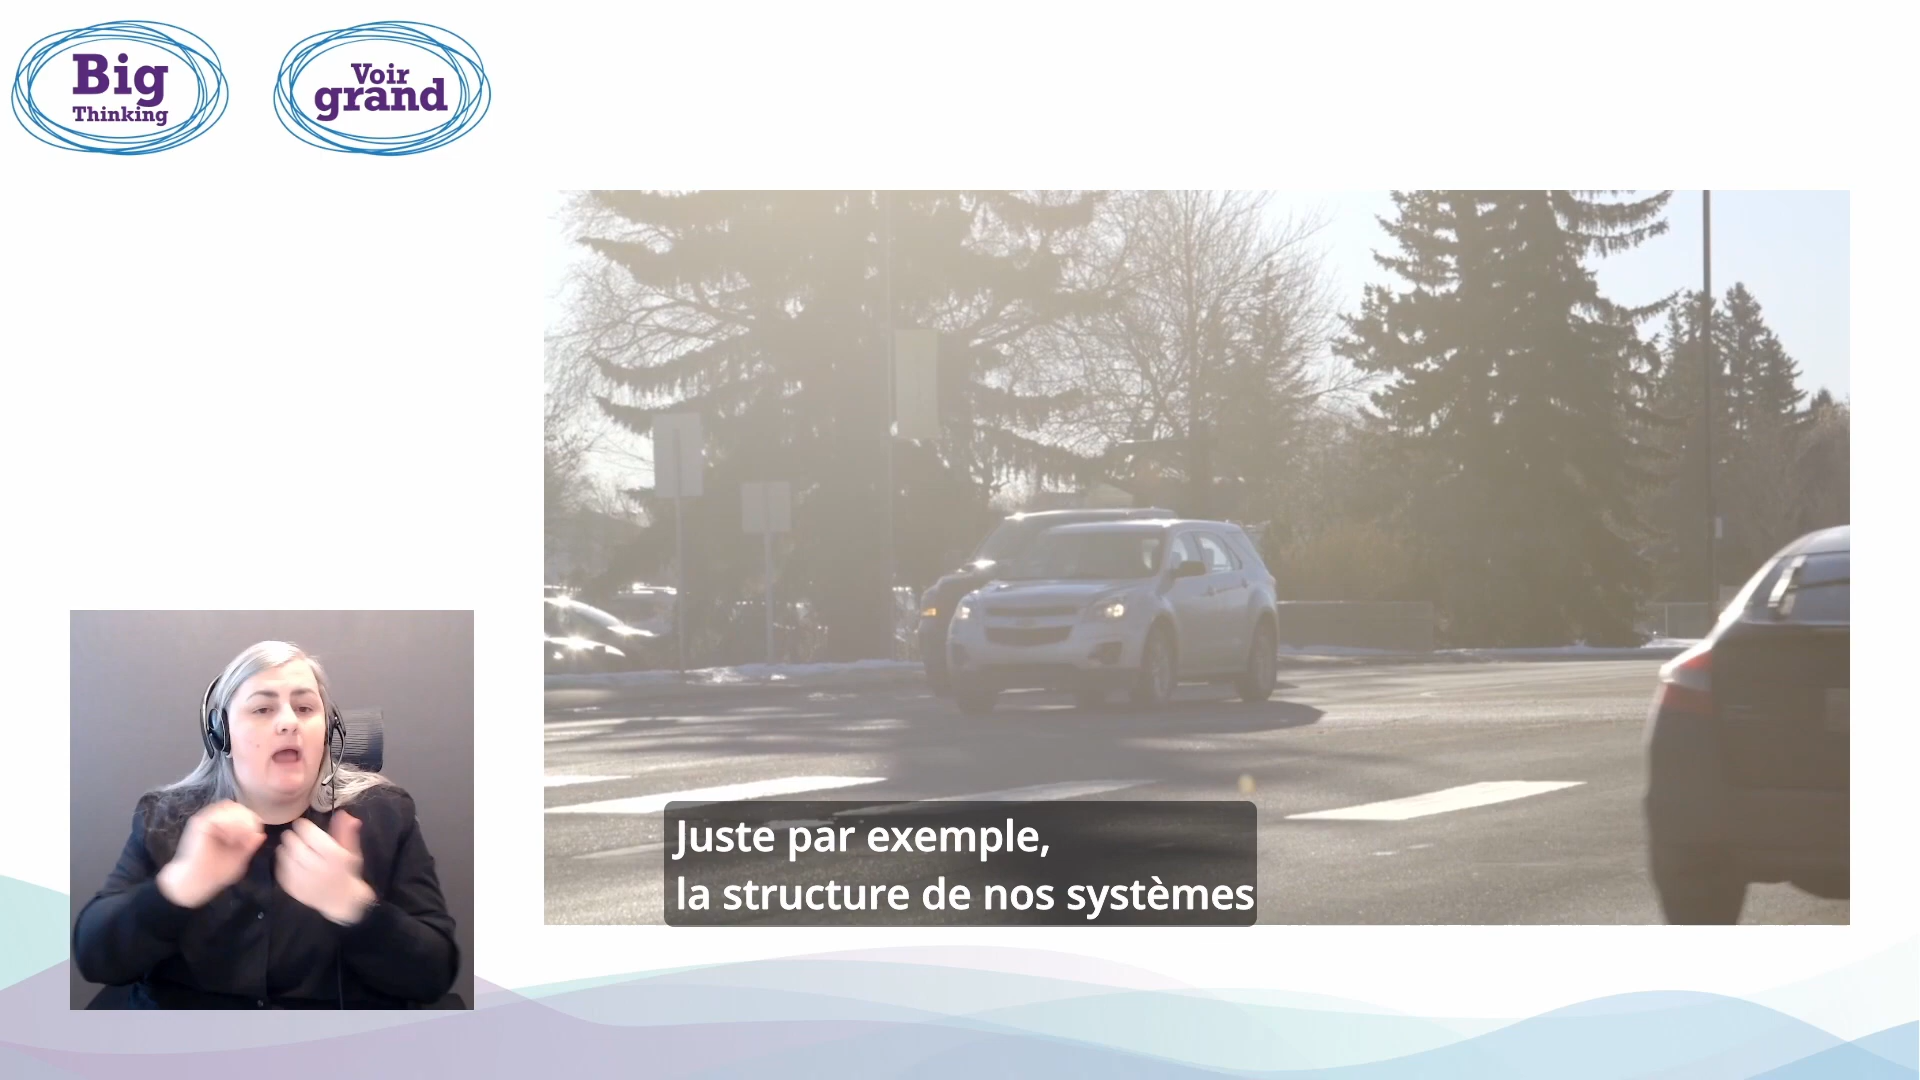 Big
Thinking
Voir
grand
Juste par exemple,
la structure de nos systèmes